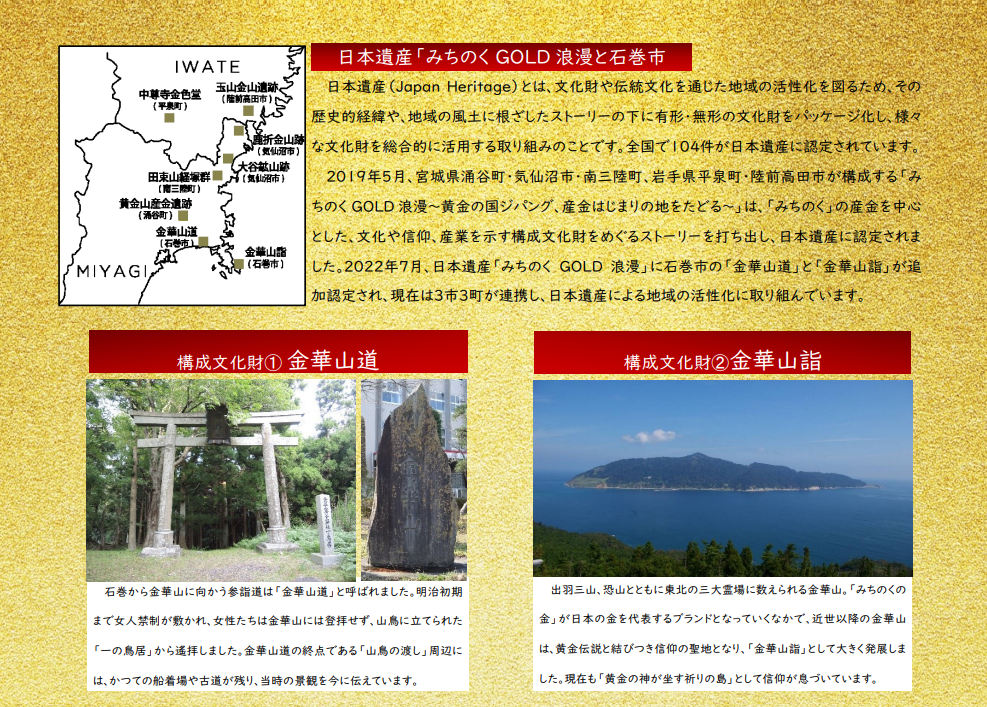 IWATE
中尊寺金色堂
(平泉町)
玉山金山遺跡
(陸前高田市)
鹿折金山跡
(気仙沼市)
大谷鉱山跡
(気仙沼市)
田束山経塚群
(南三陸町)
黄金山産金遺跡
(涌谷町)
金華山道
(石巻市)
金華山詣
(石巻市)
MIYAGI
日本遺産「みちのくGOLD浪漫と石巻市
日本遺産(Japan Heritage)とは、文化財や伝統文化を通じた地域の活性化を図るため、その
歴史的経緯や、地域の風土に根ざしたストーリーの下に有形・無形の文化財をパッケージ化し、様々
な文化財を総合的に活用する取り組みのことです。全国で104件が日本遺産に認定されています。
2019年5月、宮城県涌谷町・気仙沼市・南三陸町、岩手県平泉町・陸前高田市が構成する「み
ちのくGOLD浪漫~黄金の国ジパング、産金はじまりの地をたどる~」は、「みちのく」の産金を中心
とした、文化や信仰、産業を示す構成文化財をめぐるストーリーを打ち出し、日本遺産に認定されま
した。2022年7月、日本遺産「みちのく GOLD 浪漫」に石巻市の「金華山道」と「金華山詣」が追
加認定され、現在は3市3町が連携し、日本遺産による地域の活性化に取り組んでいます。
構成文化財① 金華山道
石巻から金華山に向かう参詣道は「金華山道」と呼ばれました。明治初期
まで女人禁制が敷かれ、女性たちは金華山には登拝せず、山鳥に立てられた
「一の鳥居」から遥拝しました。金華山道の終点である「山鳥の渡し」周辺に
は、かつての船着場や古道が残り、当時の景観を今に伝えています。
構成文化財②金華山詣
出羽三山、恐山とともに東北の三大霊場に数えられる金華山。「みちのくの
金」が日本の金を代表するブランドとなっていくなかで、近世以降の金華山
は、黄金伝説と結びつき信仰の聖地となり、「金華山詣」として大きく発展しま
した。現在も「黄金の神が坐す祈りの島」として信仰が息づいています。